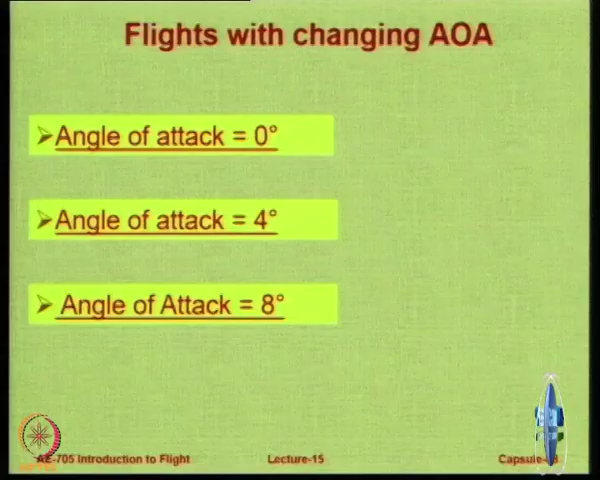 Flights with changing AOA
➢Angle of attack = 0°
➢Angle of attack = 4°
➢ Angle of Attack = 8°
AE-705 Introduction to Flight Lecture-15 Capsule-